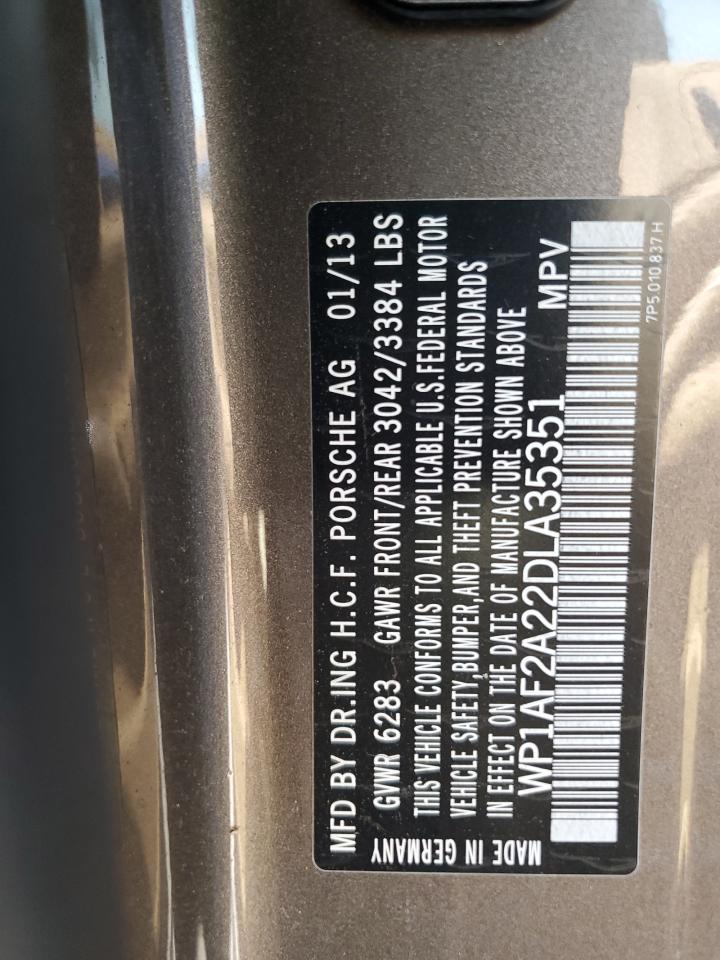 MFD BY DR.ING H.C.F. PORSCHE AG 01/13
GVWR 6283 GAWR FRONT/REAR 3042/3384 LBS
THIS VEHICLE CONFORMS TO ALL APPLICABLE U.S.FEDERAL MOTOR
VEHICLE SAFETY,BUMPER,AND THEFT PREVENTION STANDARDS
IN EFFECT ON THE DATE OF MANUFACTURE SHOWN ABOVE
WP1AF2A22DLA35351 MPV
7P5 010 837 H
MADE IN GERMANY